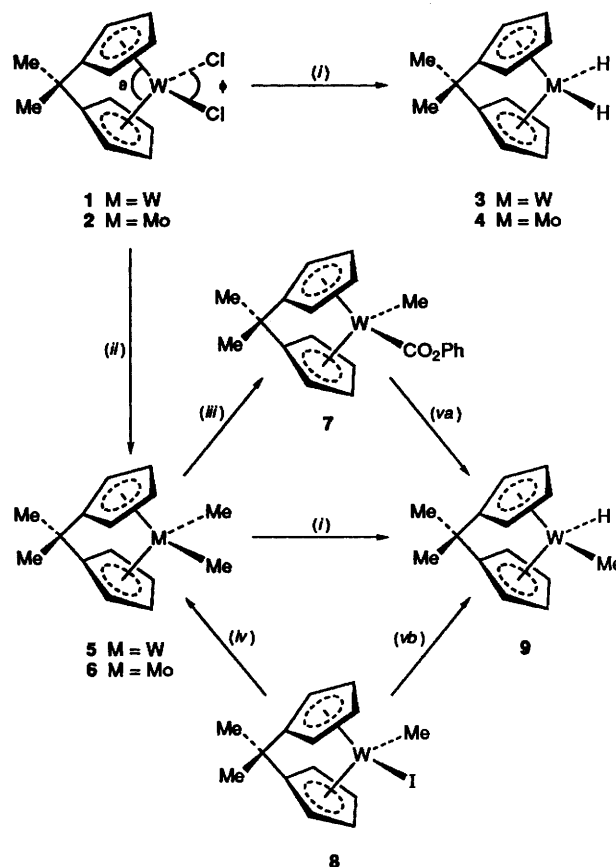 Me
Me
θ
W
Cl
Cl
ϕ
(i)
Me
Me
M
H
H
1 M = W
2 M = Mo
3 M = W
4 M = Mo
(ii)
Me
Me
W
Me
CO₂Ph
7
(iii)
(va)
Me
Me
M
Me
Me
(i)
Me
Me
W
H
Me
5 M = W
6 M = Mo
9
(iv)
(vb)
Me
Me
W
Me
I
8